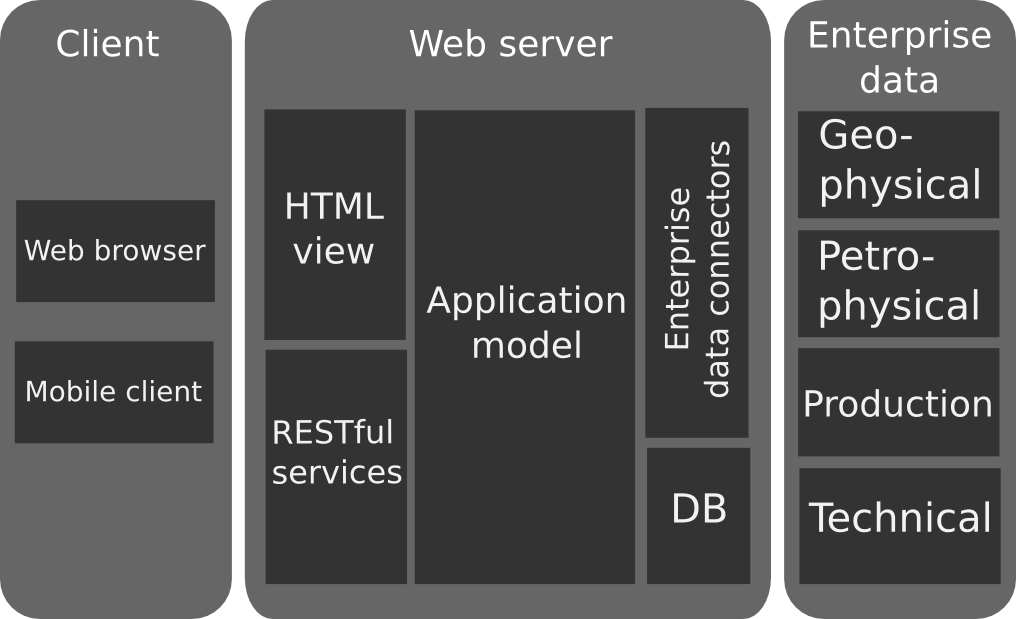 Client
Web browser
Mobile client
Web server
HTML
view
RESTful
services
Application
model
Enterprise
data connectors
DB
Enterprise
data
Geo-
physical
Petro-
physical
Production
Technical